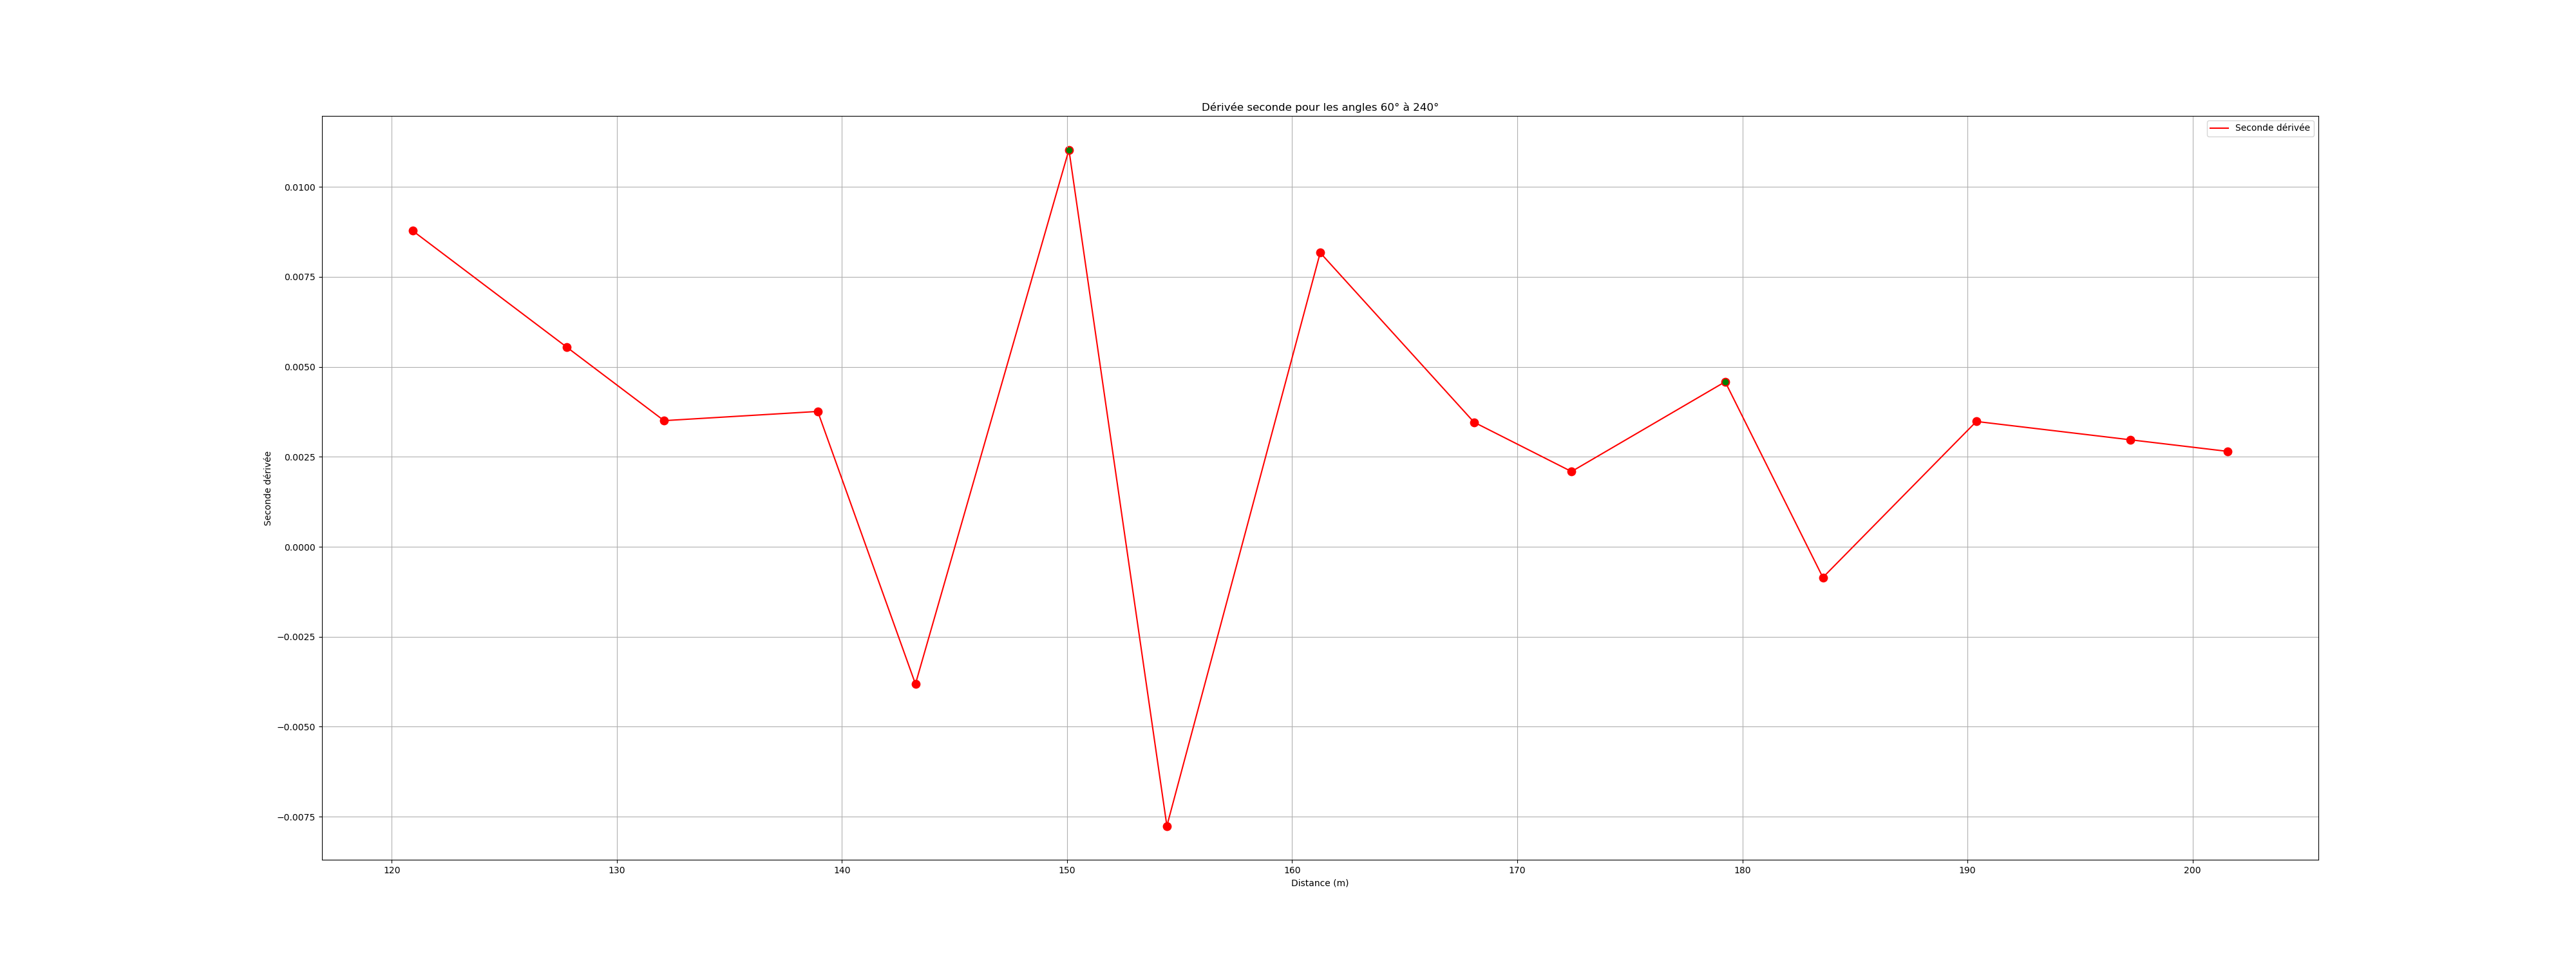 Dérivée seconde pour les angles 60° à 240°
Seconde dérivée
0.0100
0.0075
0.0050
0.0025
0.0000
−0.0025
−0.0050
−0.0075
Seconde dérivée
120 130 140 150 160 170 180 190 200
Distance (m)